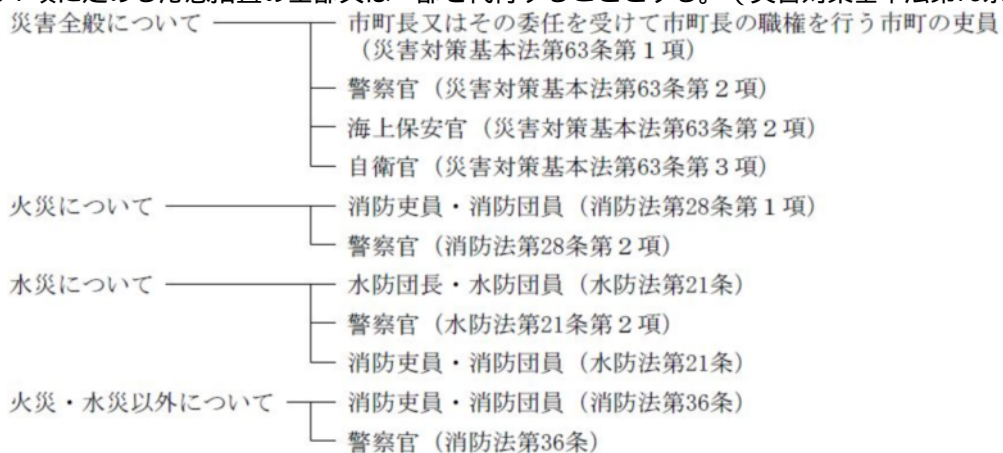 災害全般について 市町長又はその委任を受けて市町長の職権を行う市町の吏員
（災害対策基本法第63条第１項）
警察官（災害対策基本法第63条第２項）
海上保安官（災害対策基本法第63条第２項）
自衛官（災害対策基本法第63条第３項）
火災について 消防吏員・消防団員（消防法第28条第１項）
警察官（消防法第28条第２項）
水災について 水防団長・水防団員（水防法第21条）
警察官（水防法第21条第２項）
消防吏員・消防団員（水防法第21条）
火災・水災以外について 消防吏員・消防団員（消防法第36条）
警察官（消防法第36条）